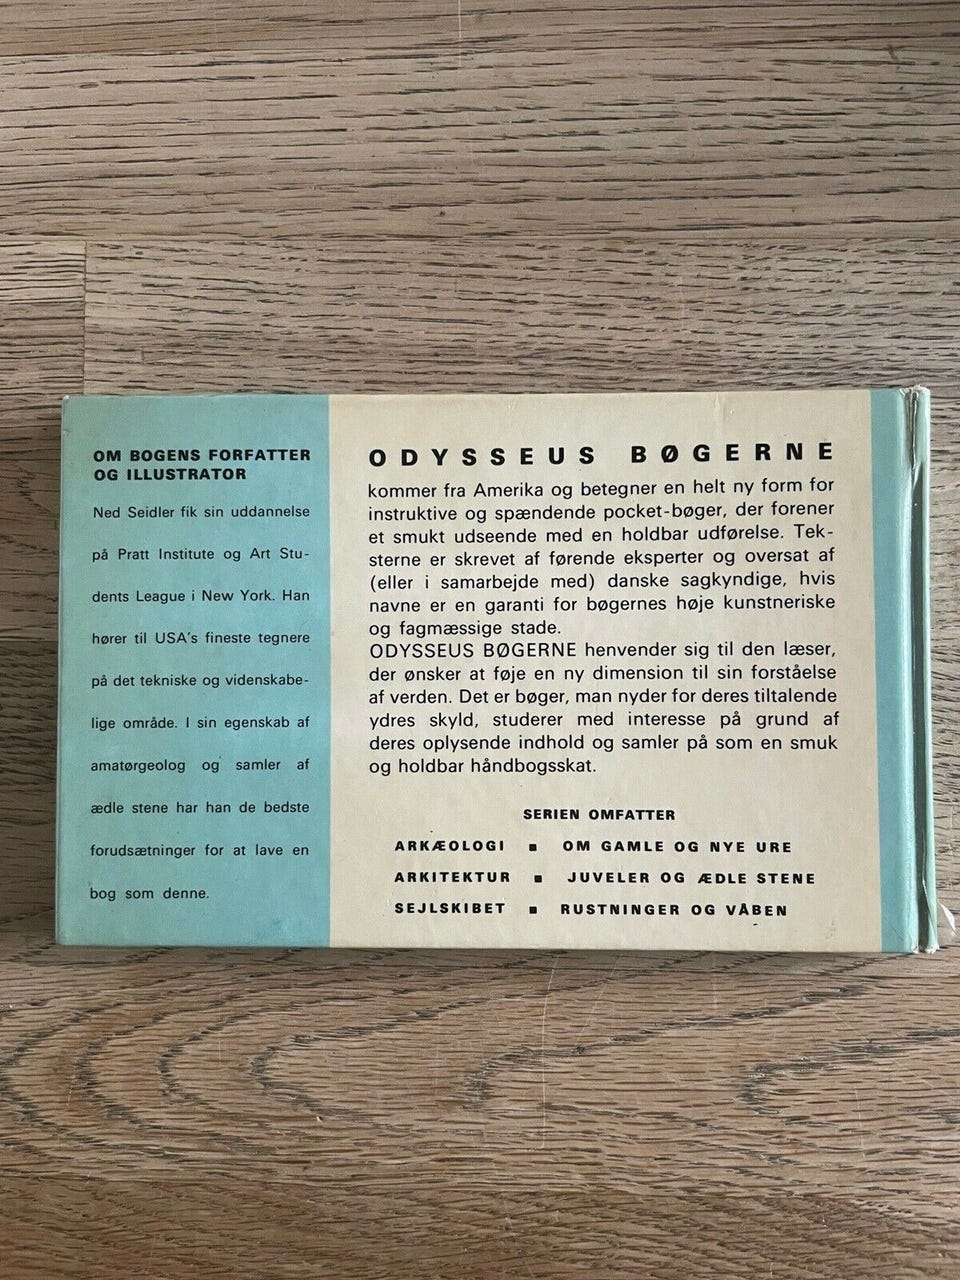 OM BOGENS FORFATTER
OG ILLUSTRATOR
Ned Seidler fik sin uddannelse
på Pratt Institute og Art Stu-
dents League i New York. Han
hører til USA's fineste tegnere
på det tekniske og videnskabe-
lige område. I sin egenskab af
amatørgeolog og samler af
ædle stene har han de bedste
forudsætninger for at lave en
bog som denne.
ODYSSEUS BØGERNE
kommer fra Amerika og betegner en helt ny form for
instruktive og spændende pocket-bøger, der forener
et smukt udseende med en holdbar udførelse. Tek-
sterne er skrevet af førende eksperter og oversat af
(eller i samarbejde med) danske sagkyndige, hvis
navne er en garanti for bøgernes høje kunstneriske
og fagmæssige stade.
ODYSSEUS BØGERNE henvender sig til den læser,
der ønsker at føje en ny dimension til sin forståelse
af verden. Det er bøger, man nyder for deres tiltalende
ydres skyld, studerer med interesse på grund af
deres oplysende indhold og samler på som en smuk
og holdbar håndbogsskat.
SERIEN OMFATTER
ARKÆOLOGI ▪ OM GAMLE OG NYE URE
ARKITEKTUR ▪ JUVELER OG ÆDLE STENE
SEJLSKIBET ▪ RUSTNINGER OG VÅBEN